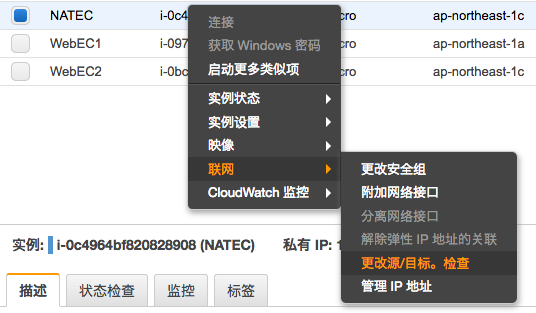 NATEC i-0c4 cro ap-northeast-1c
WebEC1 i-097 cro ap-northeast-1a
WebEC2 i-0bc cro ap-northeast-1c
连接
获取 Windows 密码
启动更多类似项
实例状态
实例设置
映像
联网
CloudWatch 监控
更改安全组
附加网络接口
分离网络接口
解除弹性 IP 地址的关联
更改源/目标。检查
管理 IP 地址
实例: i-0c4964bf820828908 (NATEC) 私有 IP: 1
描述 状态检查 监控 标签